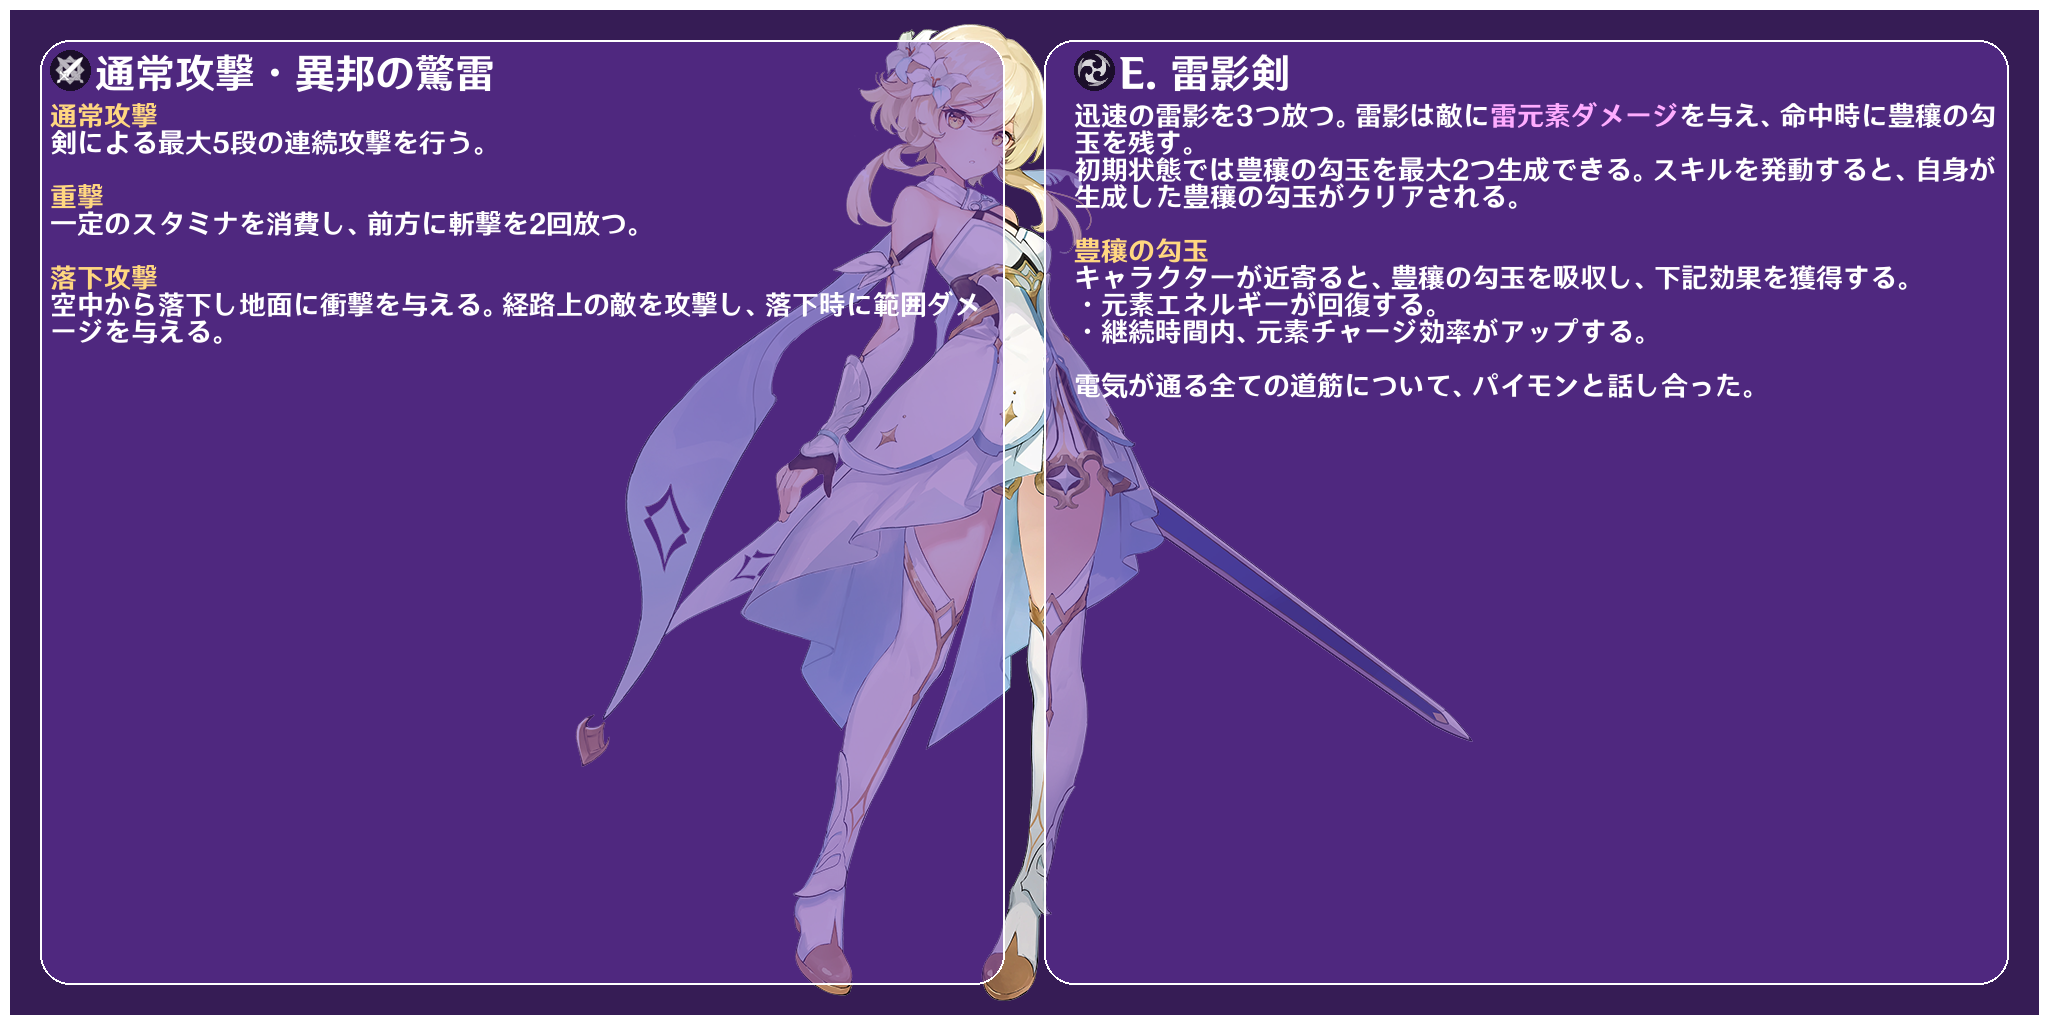 通常攻撃・異邦の驚雷
通常攻撃
剣による最大5段の連続攻撃を行う。
重撃
一定のスタミナを消費し、前方に斬撃を2回放つ。
落下攻撃
空中から落下し地面に衝撃を与える。経路上の敵を攻撃し、落下時に範囲ダメ
ージを与える。
E. 雷影剣
迅速の雷影を3つ放つ。雷影は敵に雷元素ダメージを与え、命中時に豊穣の勾
玉を残す。
初期状態では豊穣の勾玉を最大2つ生成できる。スキルを発動すると、自身が
生成した豊穣の勾玉がクリアされる。
豊穣の勾玉
キャラクターが近寄ると、豊穣の勾玉を吸収し、下記効果を獲得する。
・元素エネルギーが回復する。
・継続時間内、元素チャージ効率がアップする。
電気が通る全ての道筋について、パイモンと話し合った。